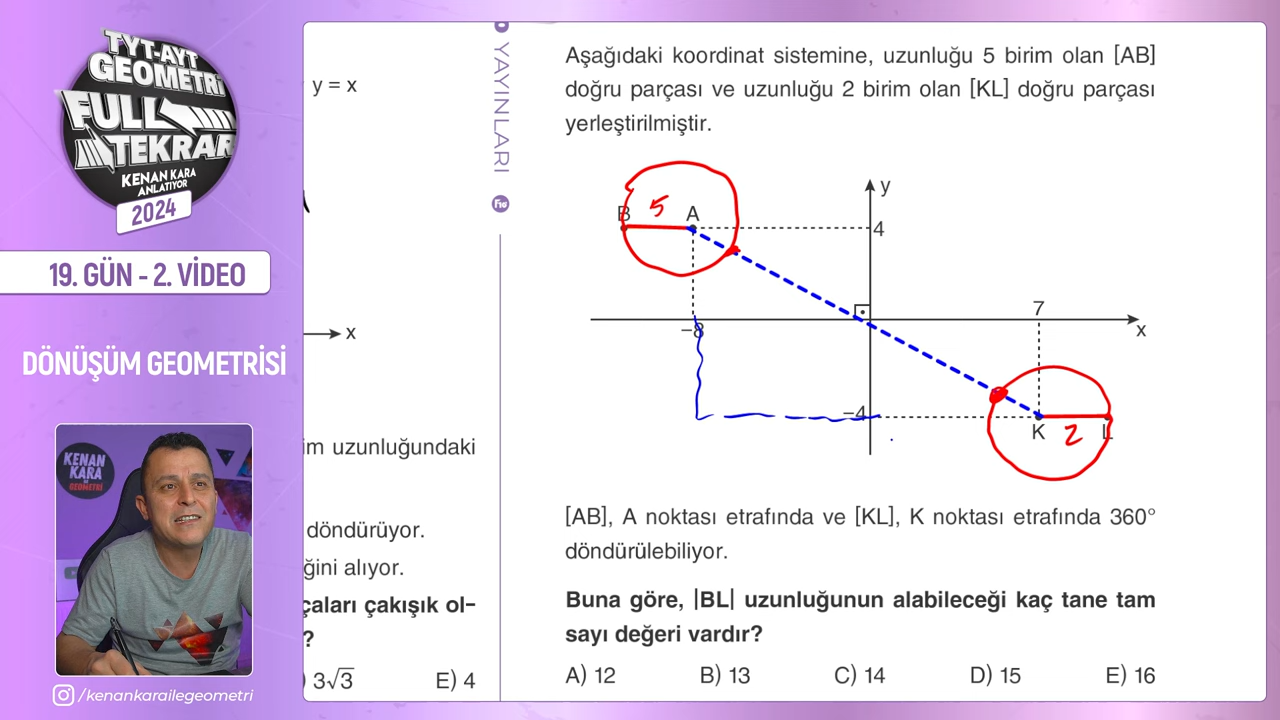 TYT-AYT
GEOMETRİ
FULL
TEKRAR
KENAN KARA
ANLATIYOR
2024
19. GÜN - 2. VİDEO
DÖNÜŞÜM GEOMETRİSİ
KENAN
KARA
ile
GEOMETRİ
/kenankarailegeometri
y = x
x
im uzunluğundaki
döndürüyor.
ğini alıyor.
çaları çakışık ol-
?
) 3√3 E) 4
YAYINLARI
Aşağıdaki koordinat sistemine, uzunluğu 5 birim olan [AB]
doğru parçası ve uzunluğu 2 birim olan [KL] doğru parçası
yerleştirilmiştir.
y
B 5 A
4
7
−8
x
−4
K 2 L
[AB], A noktası etrafında ve [KL], K noktası etrafında 360°
döndürülebiliyor.
Buna göre, |BL| uzunluğunun alabileceği kaç tane tam
sayı değeri vardır?
A) 12 B) 13 C) 14 D) 15 E) 16